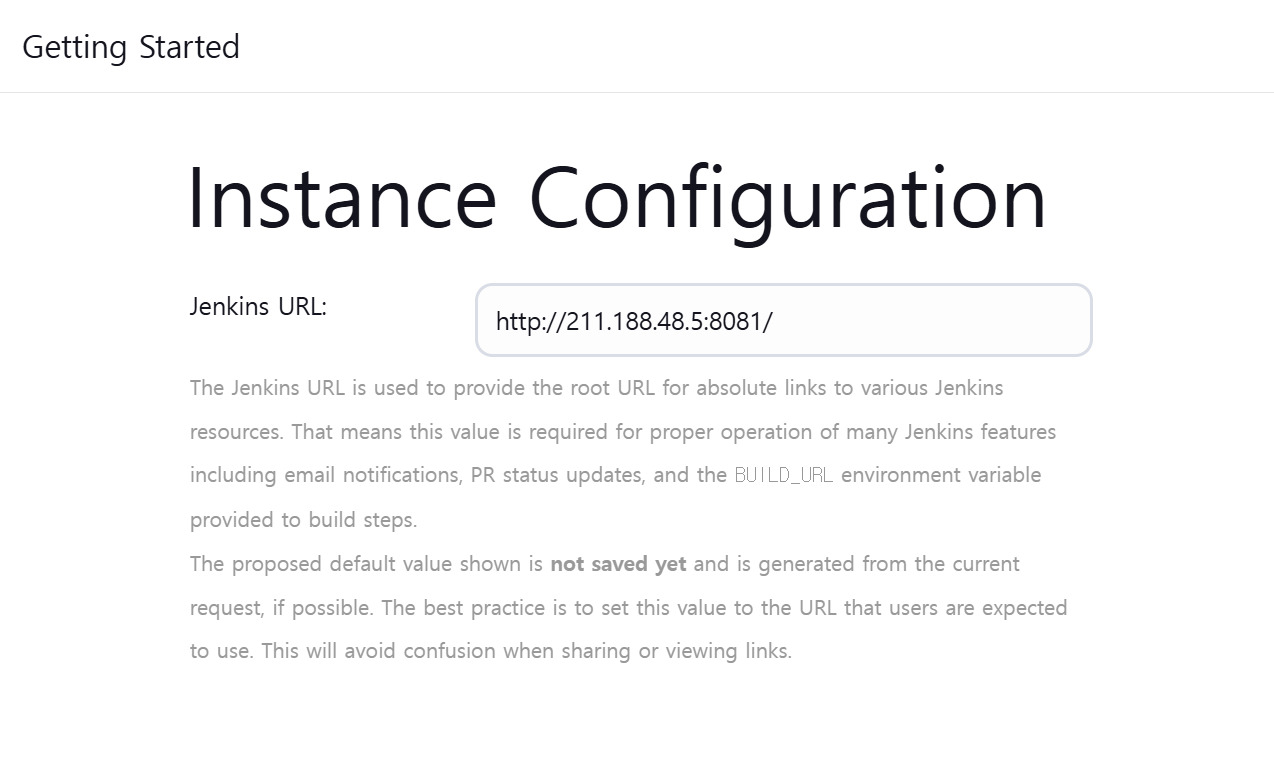 Getting Started
Instance Configuration
Jenkins URL:
http://211.188.48.5:8081/
The Jenkins URL is used to provide the root URL for absolute links to various Jenkins
resources. That means this value is required for proper operation of many Jenkins features
including email notifications, PR status updates, and the BUILD_URL environment variable
provided to build steps.
The proposed default value shown is not saved yet and is generated from the current
request, if possible. The best practice is to set this value to the URL that users are expected
to use. This will avoid confusion when sharing or viewing links.